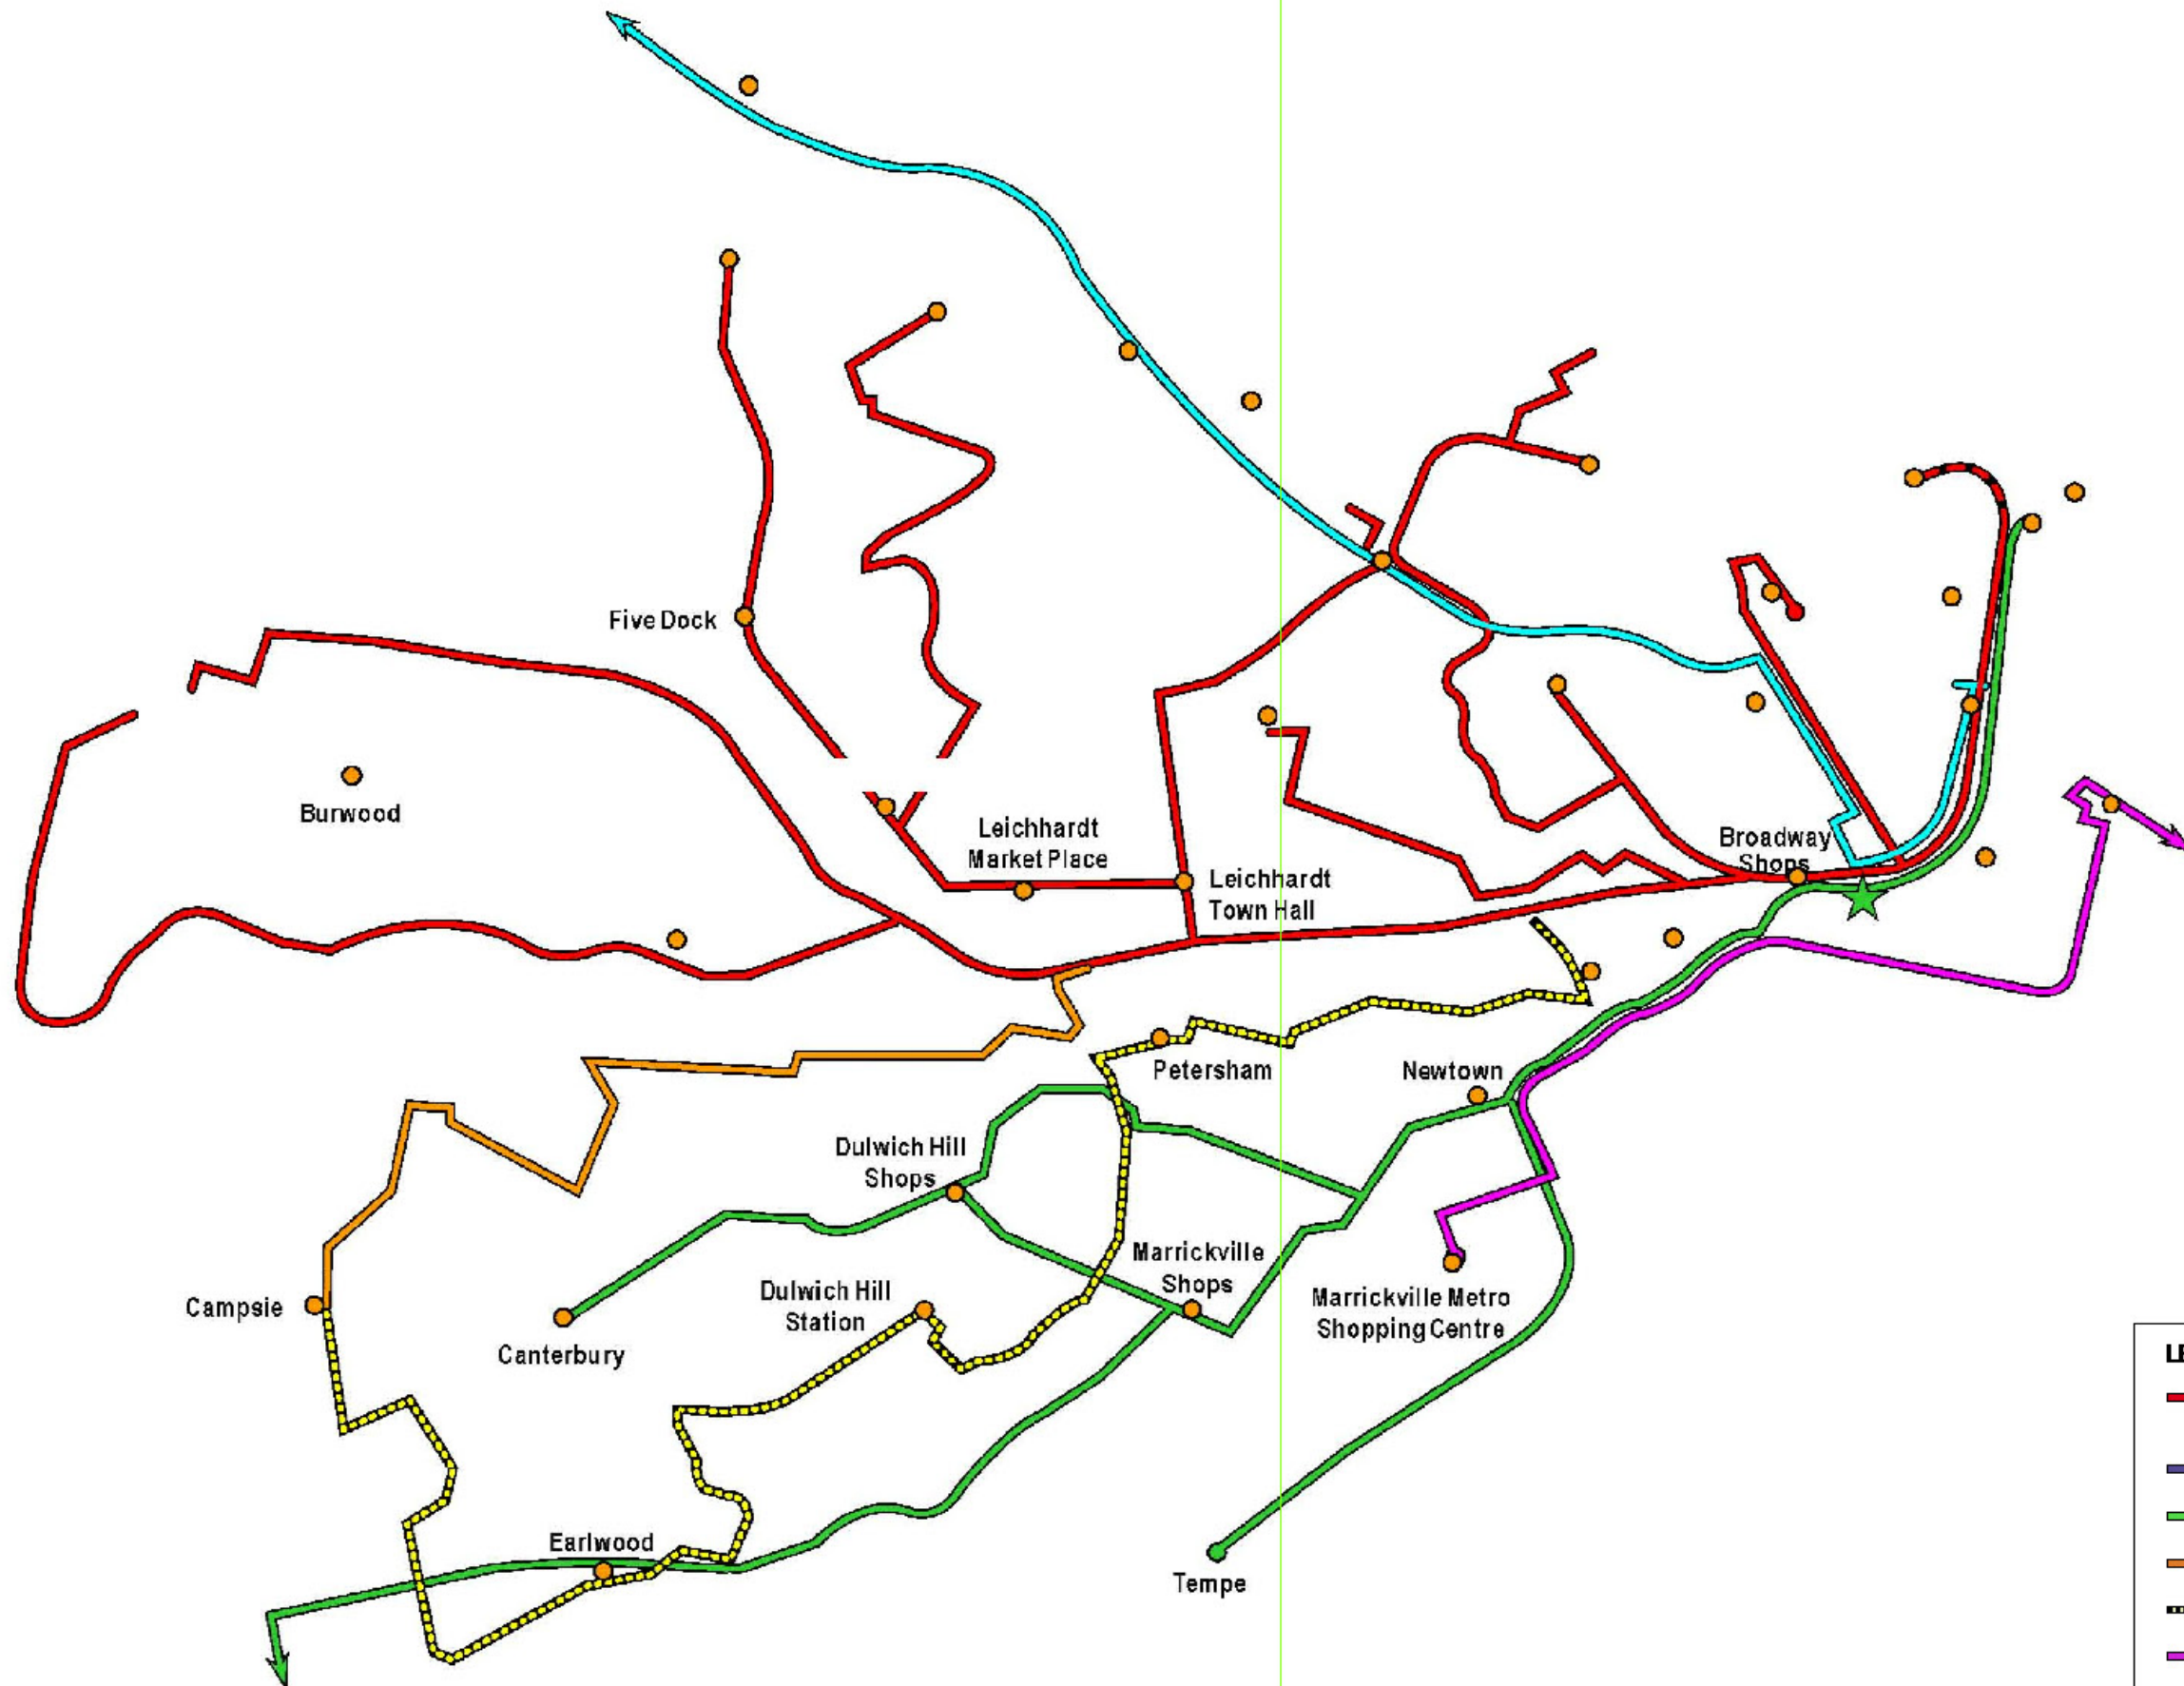 Five Dock
Burwood
Leichhardt
Market Place
Leichhardt
Town Hall
Broadway
Shops
Petersham
Newtown
Dulwich Hill
Shops
Marrickville
Shops
Dulwich Hill
Station
Campsie
Canterbury
Marrickville Metro
Shopping Centre
Earlwood
Tempe